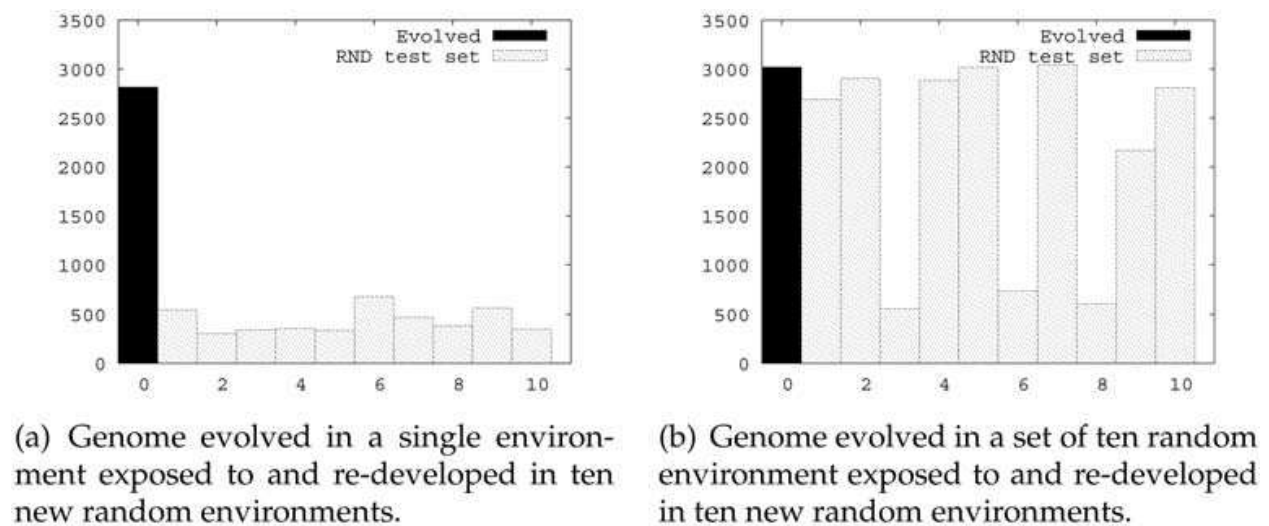 3500
3000
2500
2000
1500
1000
500
0
Evolved
RND test set
0 2 4 6 8 10
(a) Genome evolved in a single environ-
ment exposed to and re-developed in ten
new random environments.
3500
3000
2500
2000
1500
1000
500
0
Evolved
RND test set
0 2 4 6 8 10
(b) Genome evolved in a set of ten random
environment exposed to and re-developed
in ten new random environments.